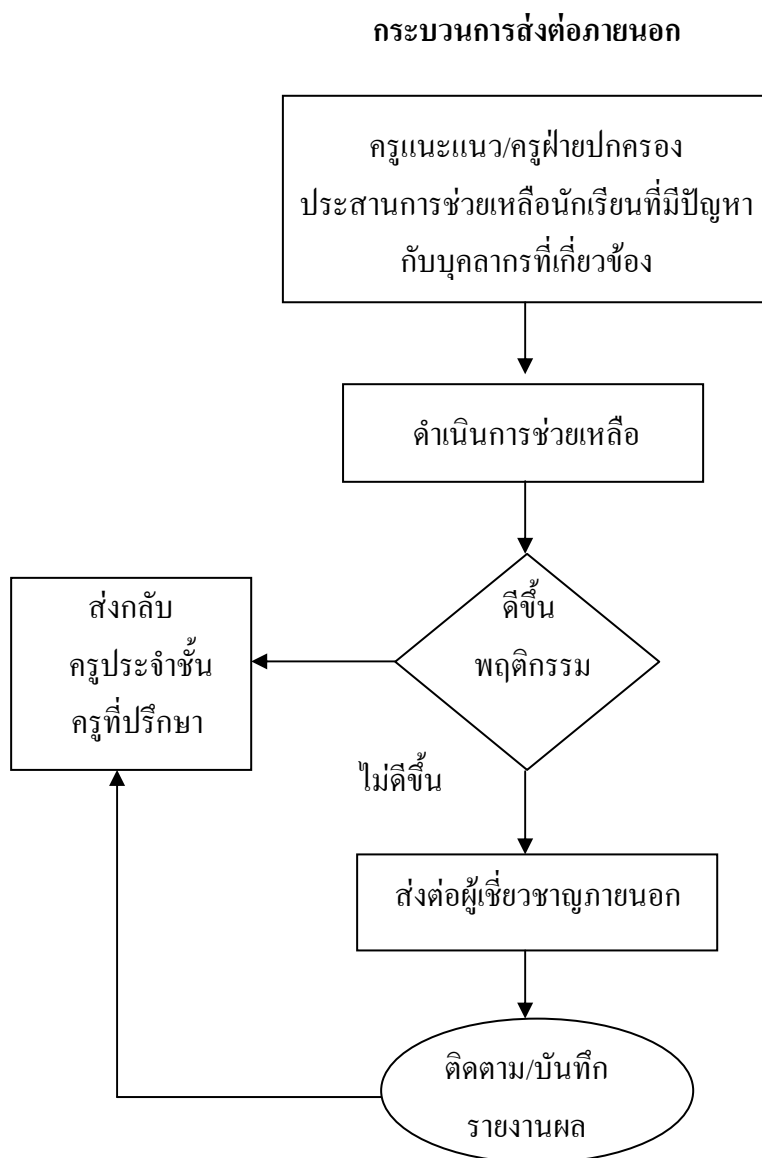 กระบวนการส่งต่อภายนอก
ครูแนะแนว/ครูฝ่ายปกครอง
ประสานการช่วยเหลือนักเรียนที่มีปัญหา
กับบุคลากรที่เกี่ยวข้อง
ดำเนินการช่วยเหลือ
ดีขึ้น
พฤติกรรม
ส่งกลับ
ครูประจำชั้น
ครูที่ปรึกษา
ไม่ดีขึ้น
ส่งต่อผู้เชี่ยวชาญภายนอก
ติดตาม/บันทึก
รายงานผล